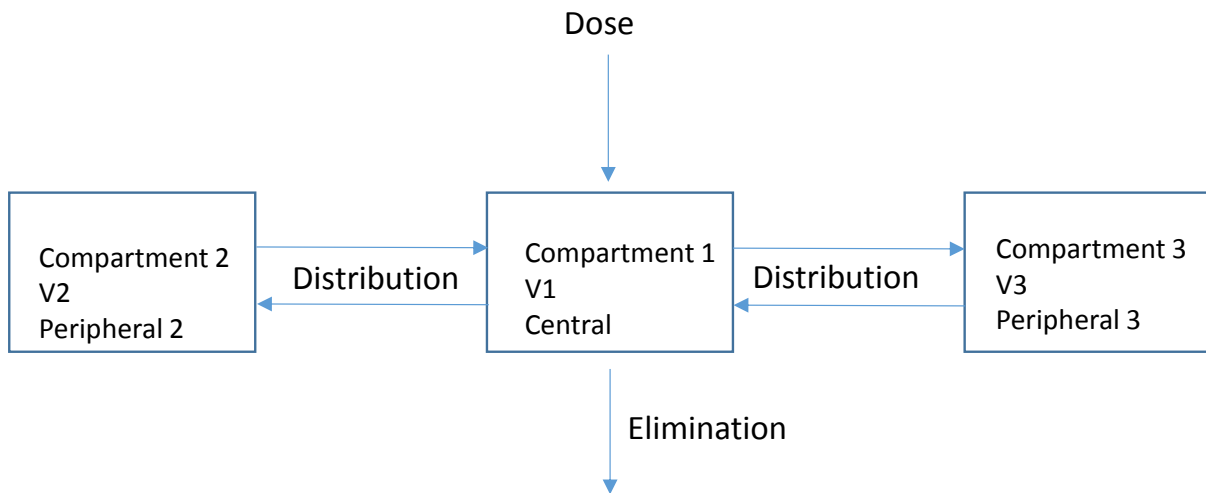 Dose
Compartment 2
V2
Peripheral 2
Distribution
Compartment 1
V1
Central
Distribution
Compartment 3
V3
Peripheral 3
Elimination